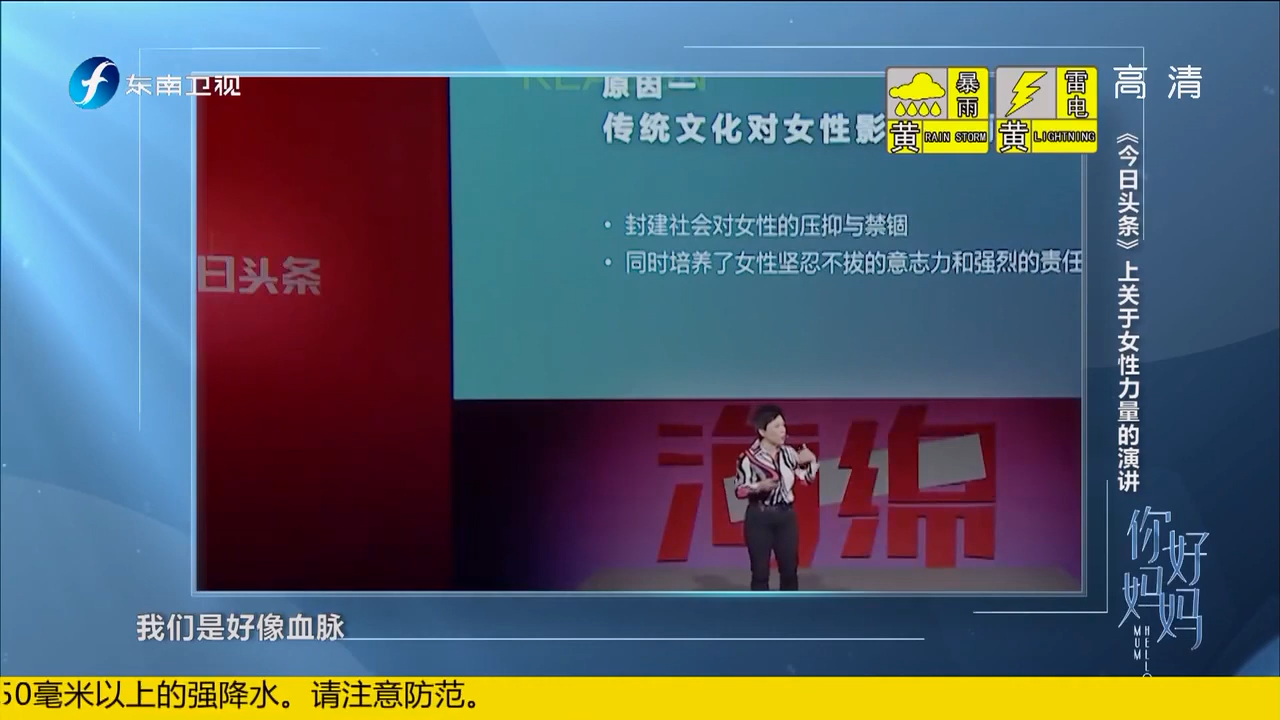 东南卫视
原因一
传统文化对女性影
暴雨
黄 RAIN STORM
雷电
黄 LIGHTNING
高清
·封建社会对女性的压抑与禁锢
·同时培养了女性坚忍不拔的意志力和强烈的责任
日头条
海绵
《今日头条》上关于女性力量的演讲
你好妈妈
HELLO
MUM
我们是好像血脉
50毫米以上的强降水。请注意防范。